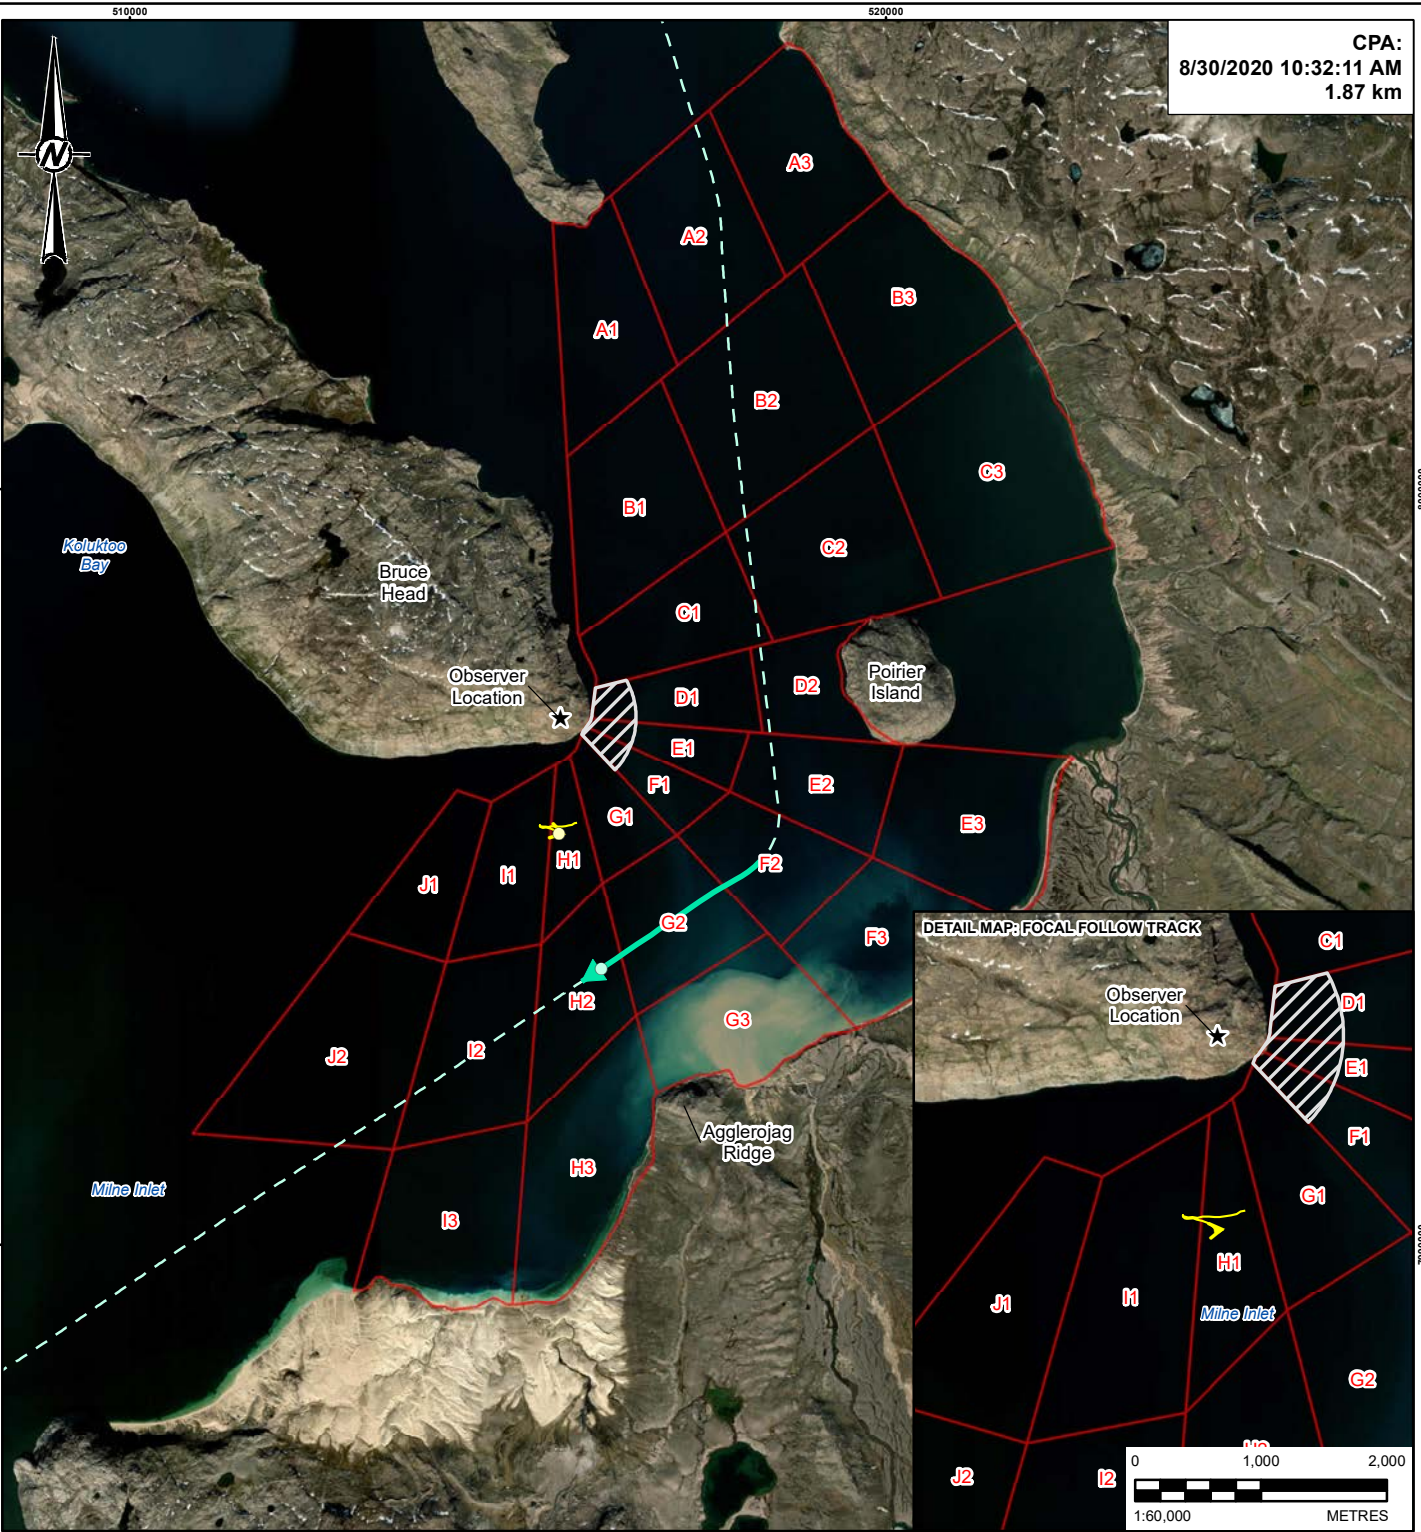 510000
520000
CPA:
8/30/2020 10:32:11 AM
1.87 km
N
A3
A2
B3
A1
B2
C3
B1
C2
Koluktoo
Bay
Bruce
Head
C1
Observer
Location
Poirier
Island
D2
D1
E1
F1
E2
G1
E3
H1
F2
I1
J1
G2
F3
H2
G3
I2
J2
Agglerojag
Ridge
H3
Milne Inlet
I3
DETAIL MAP: FOCAL FOLLOW TRACK
C1
Observer
Location
D1
E1
F1
G1
H1
I1
J1
Milne Inlet
G2
J2
I2
0 1,000 2,000
1:60,000 METRES